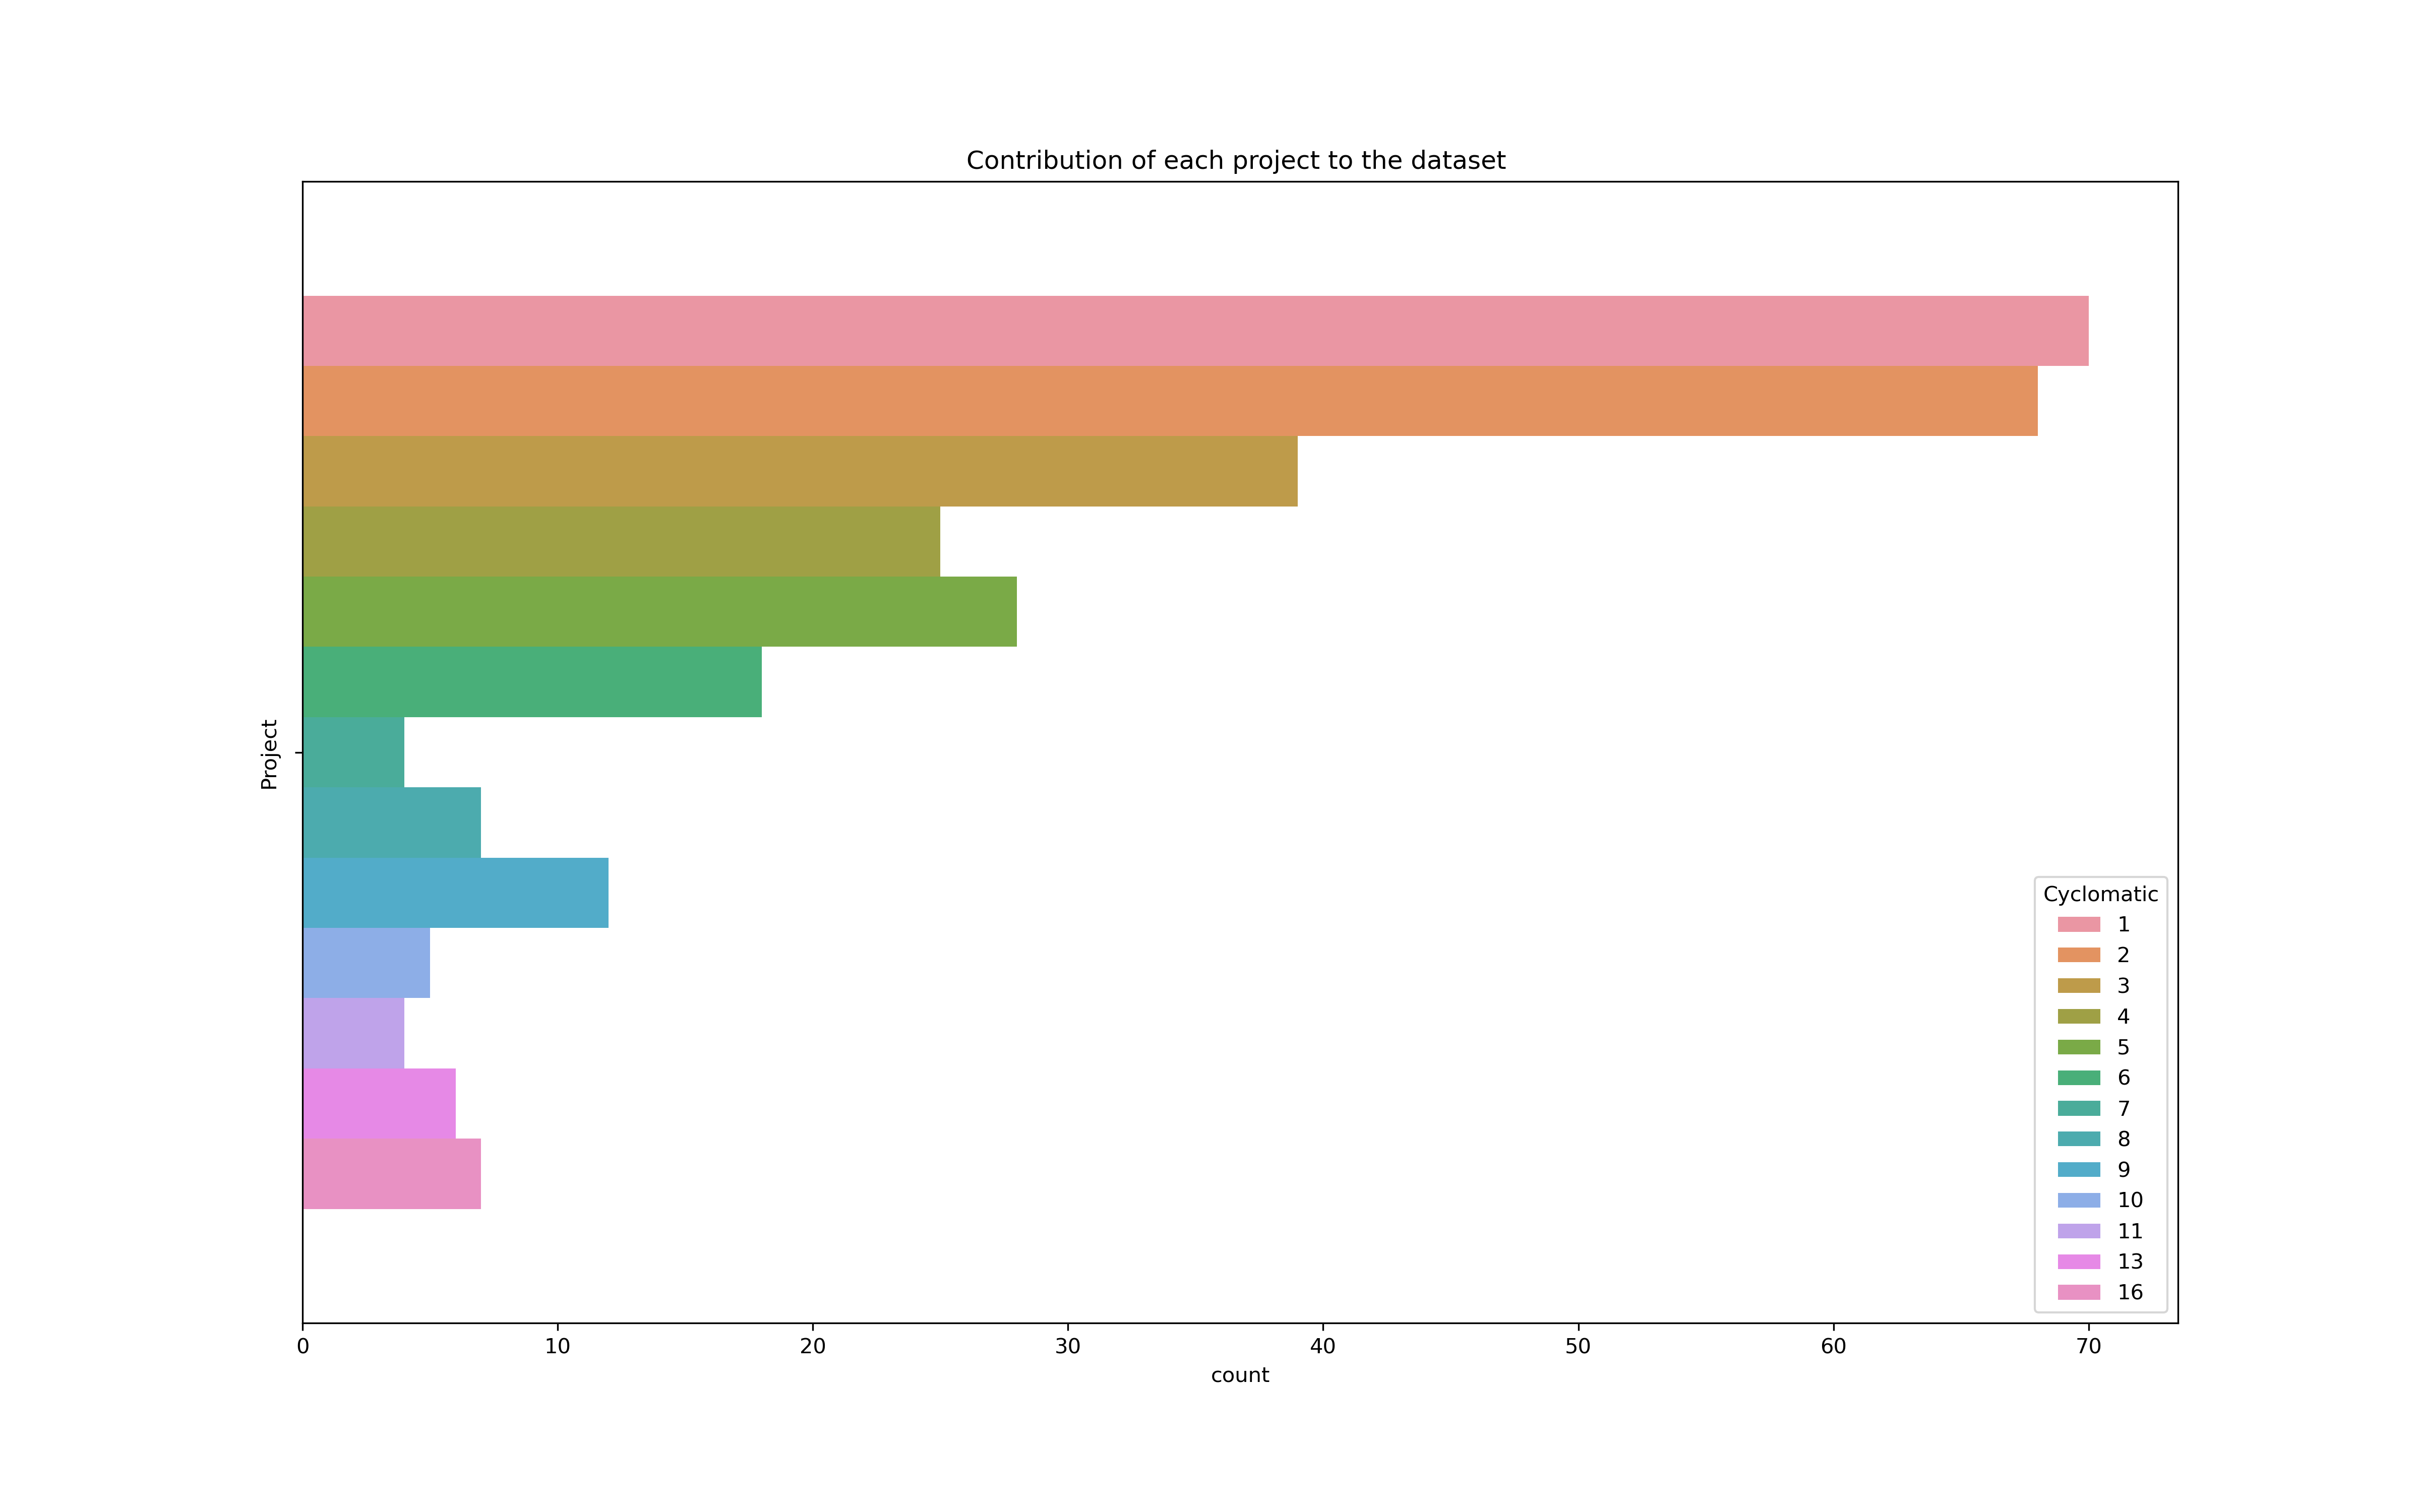 Contribution of each project to the dataset
Project
Cyclomatic
1
2
3
4
5
6
7
8
9
10
11
13
16
0 10 20 30 40 50 60 70
count